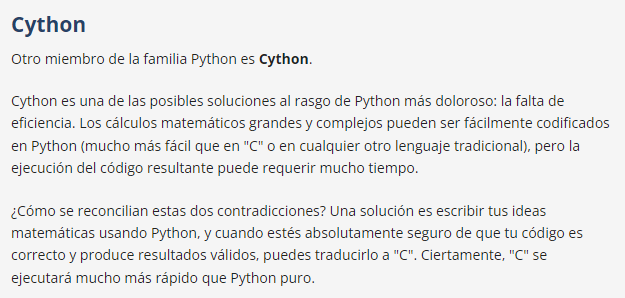 Cython
Otro miembro de la familia Python es Cython.
Cython es una de las posibles soluciones al rasgo de Python más doloroso: la falta de
eficiencia. Los cálculos matemáticos grandes y complejos pueden ser fácilmente codificados
en Python (mucho más fácil que en "C" o en cualquier otro lenguaje tradicional), pero la
ejecución del código resultante puede requerir mucho tiempo.
¿Cómo se reconcilian estas dos contradicciones? Una solución es escribir tus ideas
matemáticas usando Python, y cuando estés absolutamente seguro de que tu código es
correcto y produce resultados válidos, puedes traducirlo a "C". Ciertamente, "C" se
ejecutará mucho más rápido que Python puro.